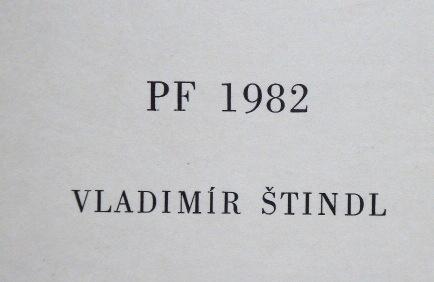 PF 1982
VLADIMÍR ŠTINDL